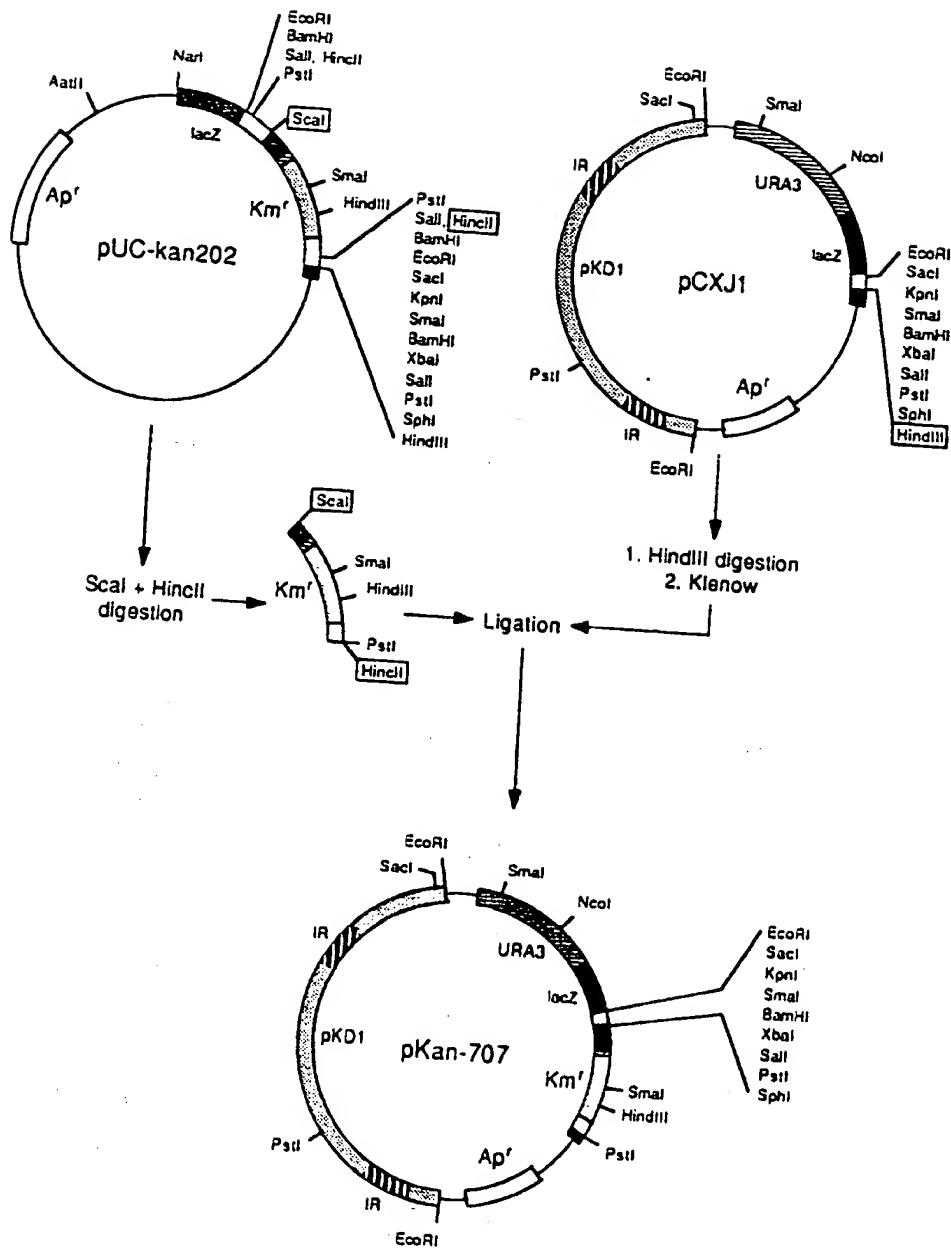 EcoRI
BamHI
SalI, HincII
PstI
NarI
AatII
ScaI
lacZ
SmaI
HindIII
Apʳ
Kmʳ
pUC-kan202
PstI
SalI, HincII
BamHI
EcoRI
SacI
KpnI
SmaI
BamHI
XbaI
SalI
PstI
SphI
HindIII
EcoRI
SacI
SmaI
NcoI
IR
URA3
lacZ
pKD1
pCXJ1
EcoRI
SacI
KpnI
SmaI
BamHI
XbaI
SalI
PstI
SphI
HindIII
PstI
Apʳ
IR
EcoRI
ScaI + HincII
digestion
ScaI
SmaI
Kmʳ
HindIII
PstI
HincII
Ligation
1. HindIII digestion
2. Klenow
EcoRI
SacI
SmaI
NcoI
IR
URA3
lacZ
pKD1
pKan-707
EcoRI
SacI
KpnI
SmaI
BamHI
XbaI
SalI
PstI
SphI
Kmʳ
SmaI
HindIII
PstI
PstI
Apʳ
IR
EcoRI